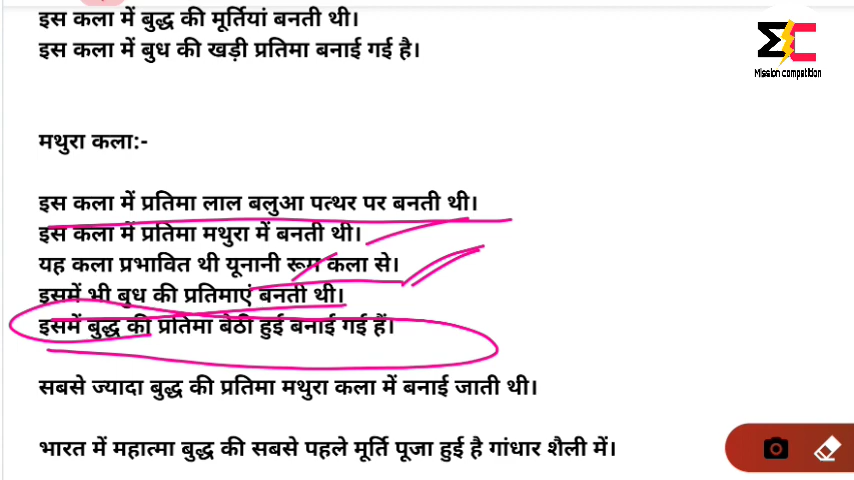 इस कला में बुद्ध की मूर्तियां बनती थी।
इस कला में बुध की खड़ी प्रतिमा बनाई गई है।
Mission competition
मथुरा कला:-
इस कला में प्रतिमा लाल बलुआ पत्थर पर बनती थी।
इस कला में प्रतिमा मथुरा में बनती थी।
यह कला प्रभावित थी यूनानी रूम कला से।
इसमें भी बुध की प्रतिमाएं बनती थी।
इसमें बुद्ध की प्रतिमा बैठी हुई बनाई गई हैं।
सबसे ज्यादा बुद्ध की प्रतिमा मथुरा कला में बनाई जाती थी।
भारत में महात्मा बुद्ध की सबसे पहले मूर्ति पूजा हुई है गांधार शैली में।